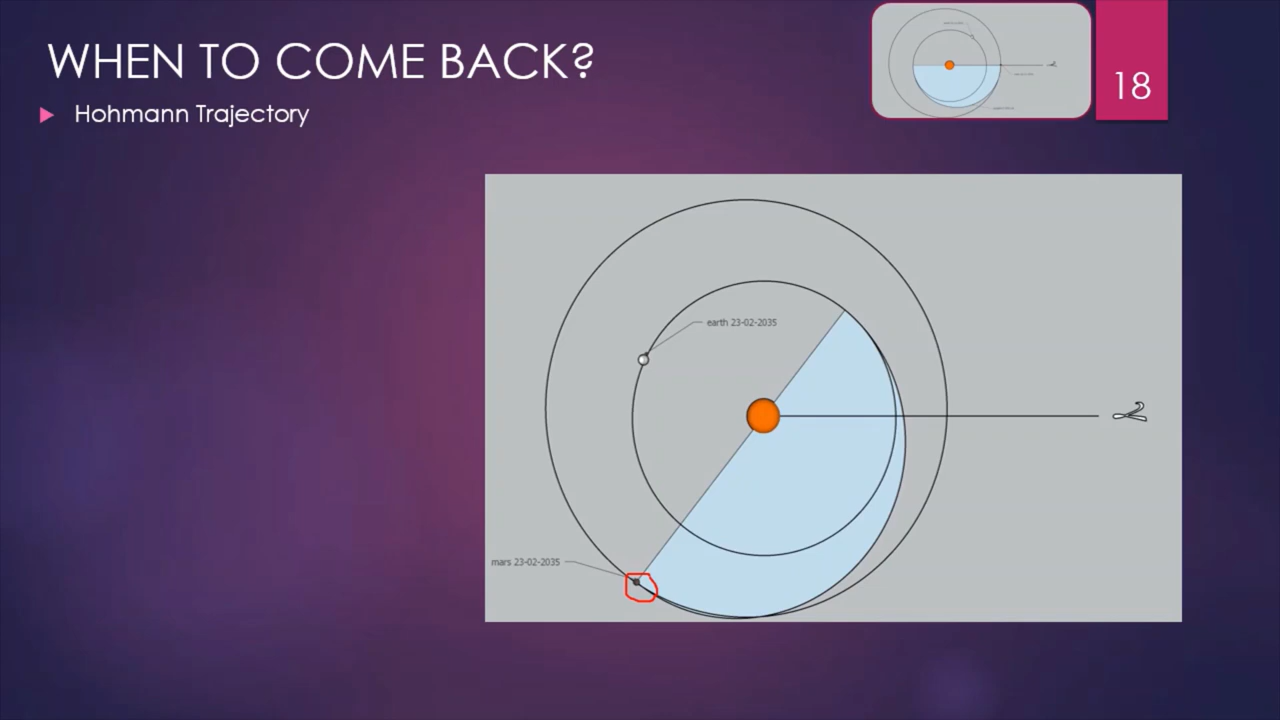 WHEN TO COME BACK?
18
Hohmann Trajectory
earth 23-02-2035
mars 23-02-2035